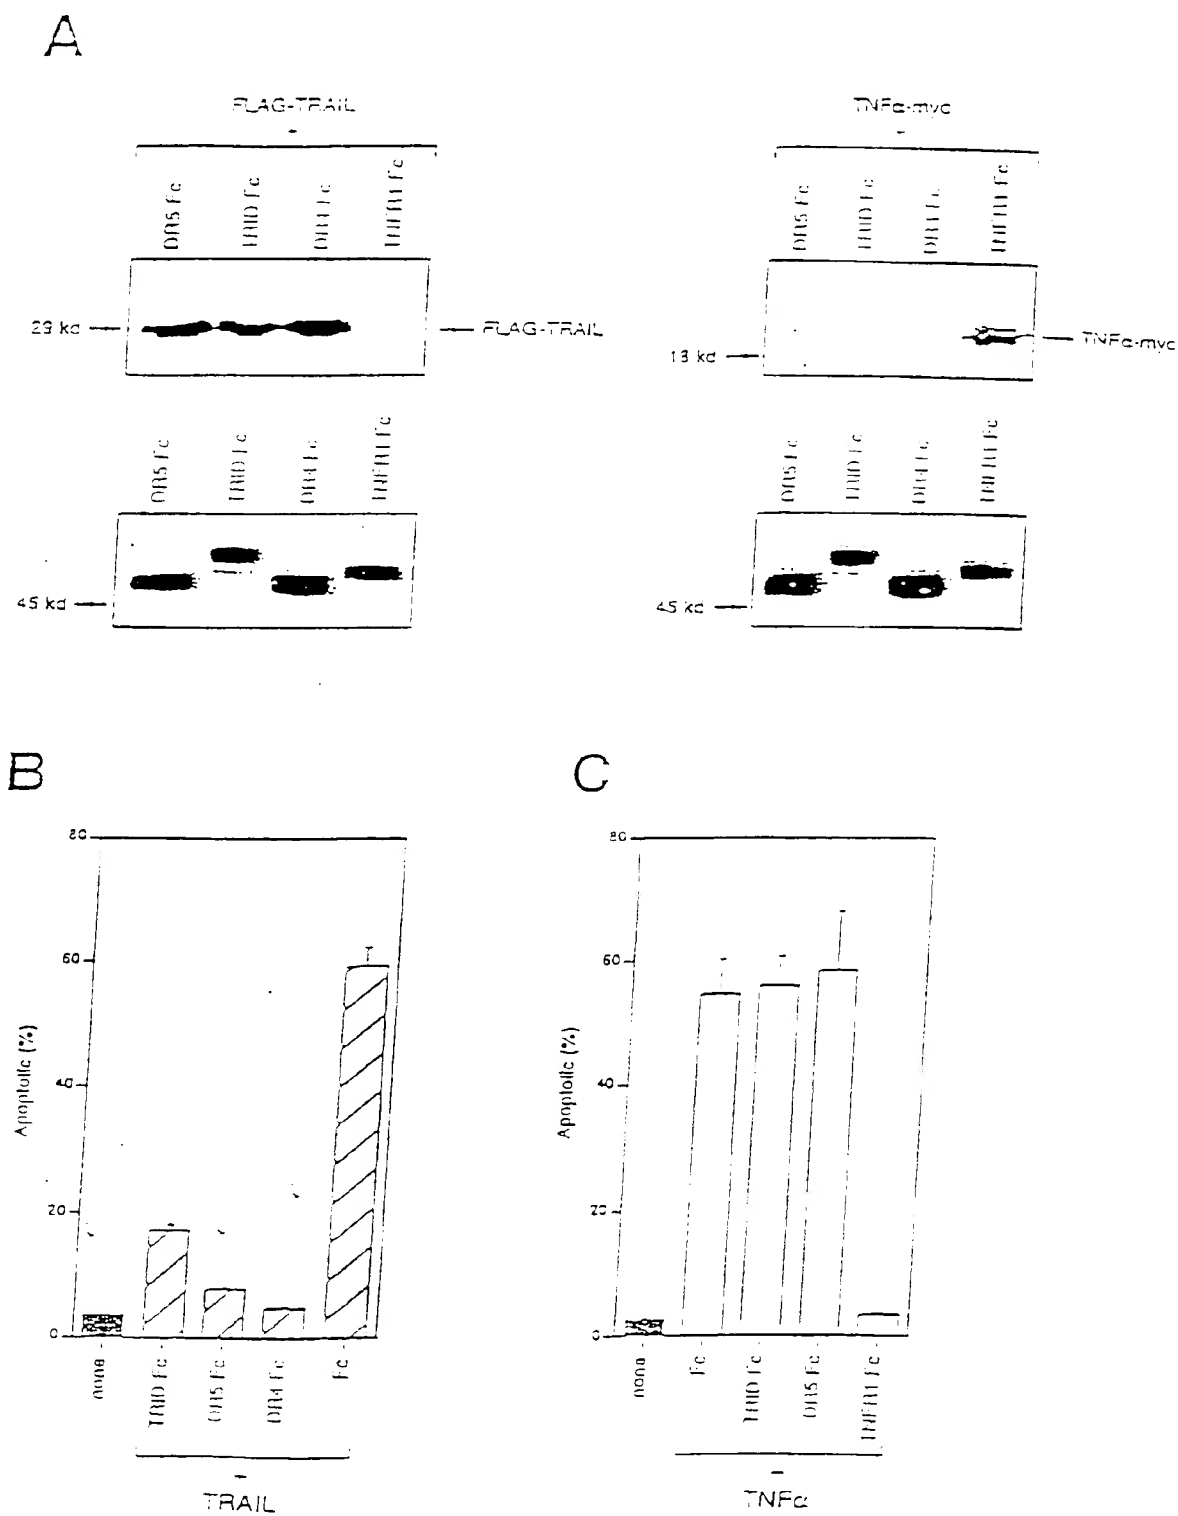 A
FLAG-TRAIL
+
DR5 Fc
TRID Fc
DR4 Fc
TNFR1 Fc
29 kd
FLAG-TRAIL
TNFα-myc
+
DR5 Fc
TRID Fc
DR4 Fc
TNFR1 Fc
TNFα-myc
DR5 Fc
TRID Fc
DR4 Fc
TNFR1 Fc
45 kd
DR5 Fc
TRID Fc
DR4 Fc
TNFR1 Fc
45 kd
B
80
60
40
20
0
Apoptotic (%)
none
TRID Fc
DR5 Fc
DR4 Fc
Fc
+
TRAIL
C
80
60
40
20
0
Apoptotic (%)
none
Fc
TRID Fc
DR5 Fc
TNFR1 Fc
+
TNFα